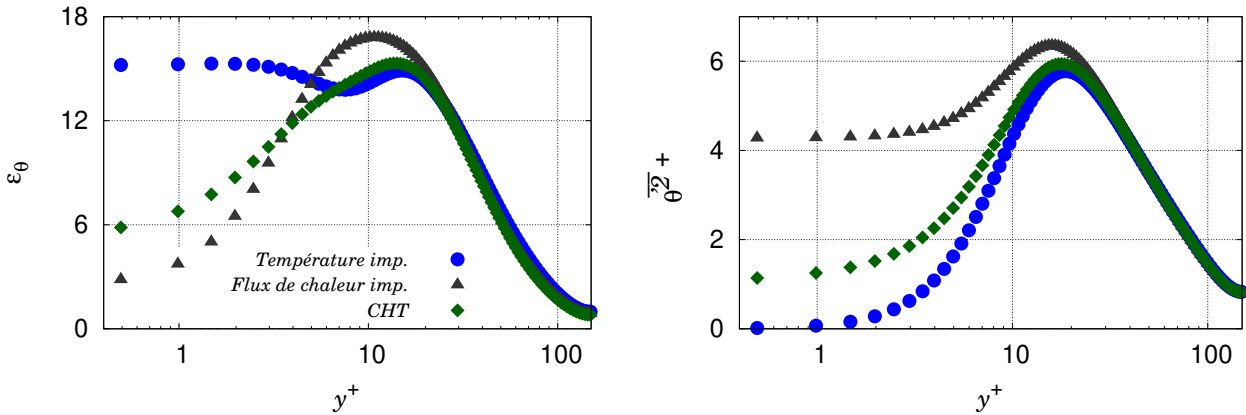 18
12
6
0
1
10
100
εθ
y+
Température imp.
Flux de chaleur imp.
CHT
6
4
2
0
1
10
100
θ'2 +
y+